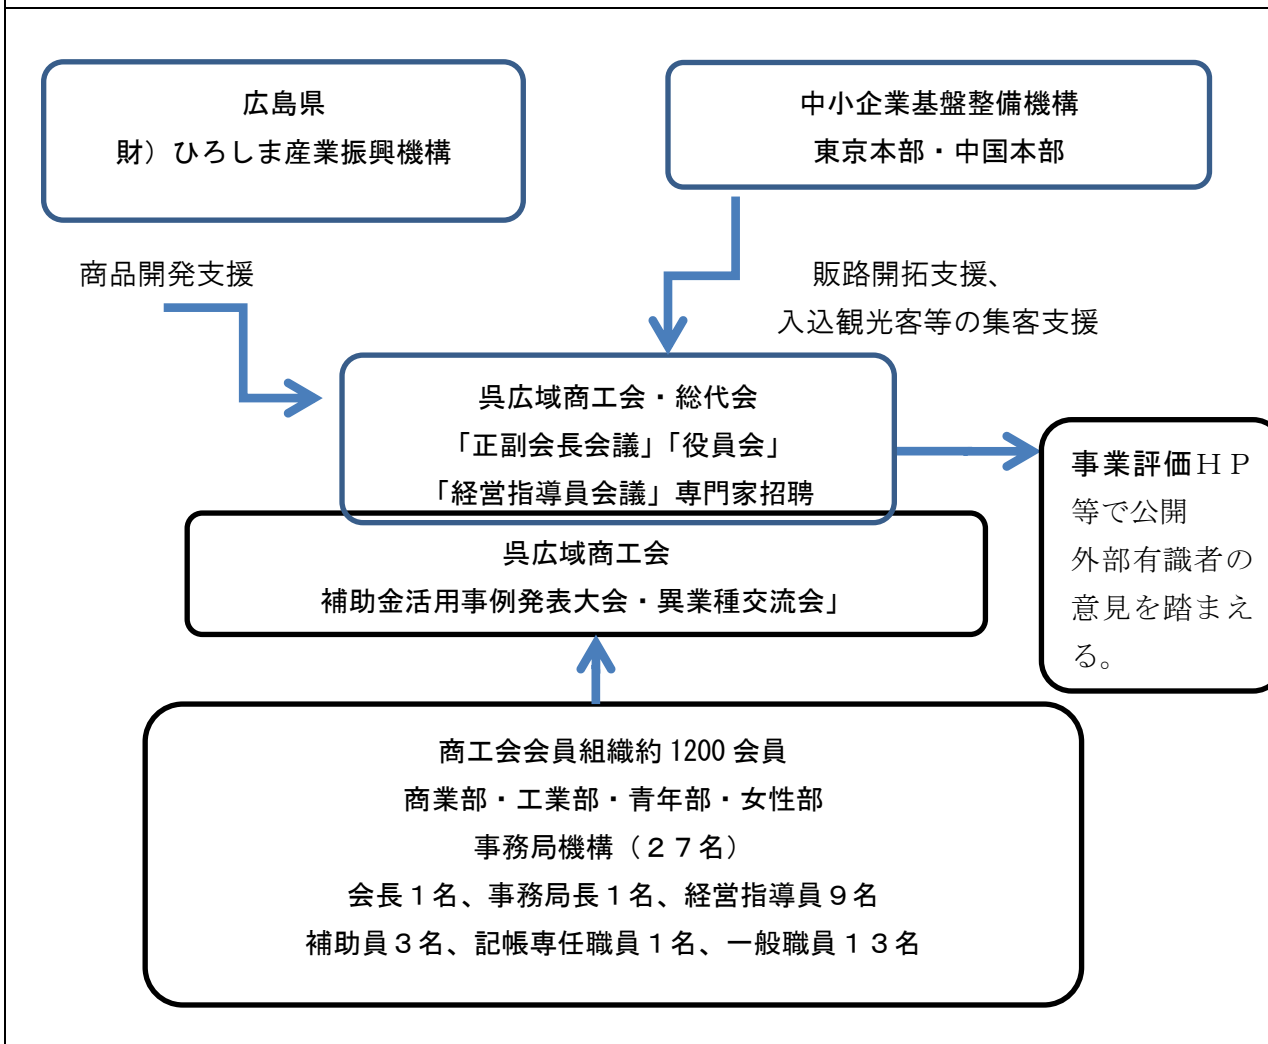 広島県
財）ひろしま産業振興機構
中小企業基盤整備機構
東京本部・中国本部
商品開発支援
販路開拓支援、
入込観光客等の集客支援
呉広域商工会・総代会
「正副会長会議」「役員会」
「経営指導員会議」専門家招聘
事業評価ＨＰ
等で公開
外部有識者の
意見を踏まえ
る。
呉広域商工会
補助金活用事例発表大会・異業種交流会」
商工会会員組織約 1200 会員
商業部・工業部・青年部・女性部
事務局機構（２７名）
会長１名、事務局長１名、経営指導員９名
補助員３名、記帳専任職員１名、一般職員１３名